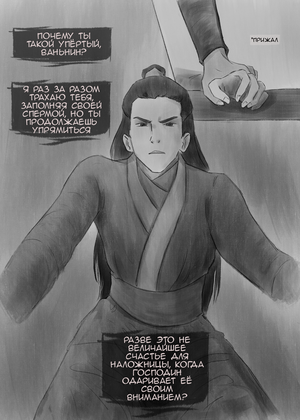 ПОЧЕМУ ТЫ
ТАКОЙ УПЁРТЫЙ,
ВАНЬНИН?
*ПРИЖАЛ
Я РАЗ ЗА РАЗОМ
ТРАХАЮ ТЕБЯ,
ЗАПОЛНЯЯ СВОЕЙ
СПЕРМОЙ, НО ТЫ
ПРОДОЛЖАЕШЬ
УПРЯМИТЬСЯ
РАЗВЕ ЭТО НЕ
ВЕЛИЧАЙШЕЕ
СЧАСТЬЕ ДЛЯ
НАЛОЖНИЦЫ, КОГДА
ГОСПОДИН
ОДАРИВАЕТ ЕЁ
СВОИМ
ВНИМАНИЕМ?